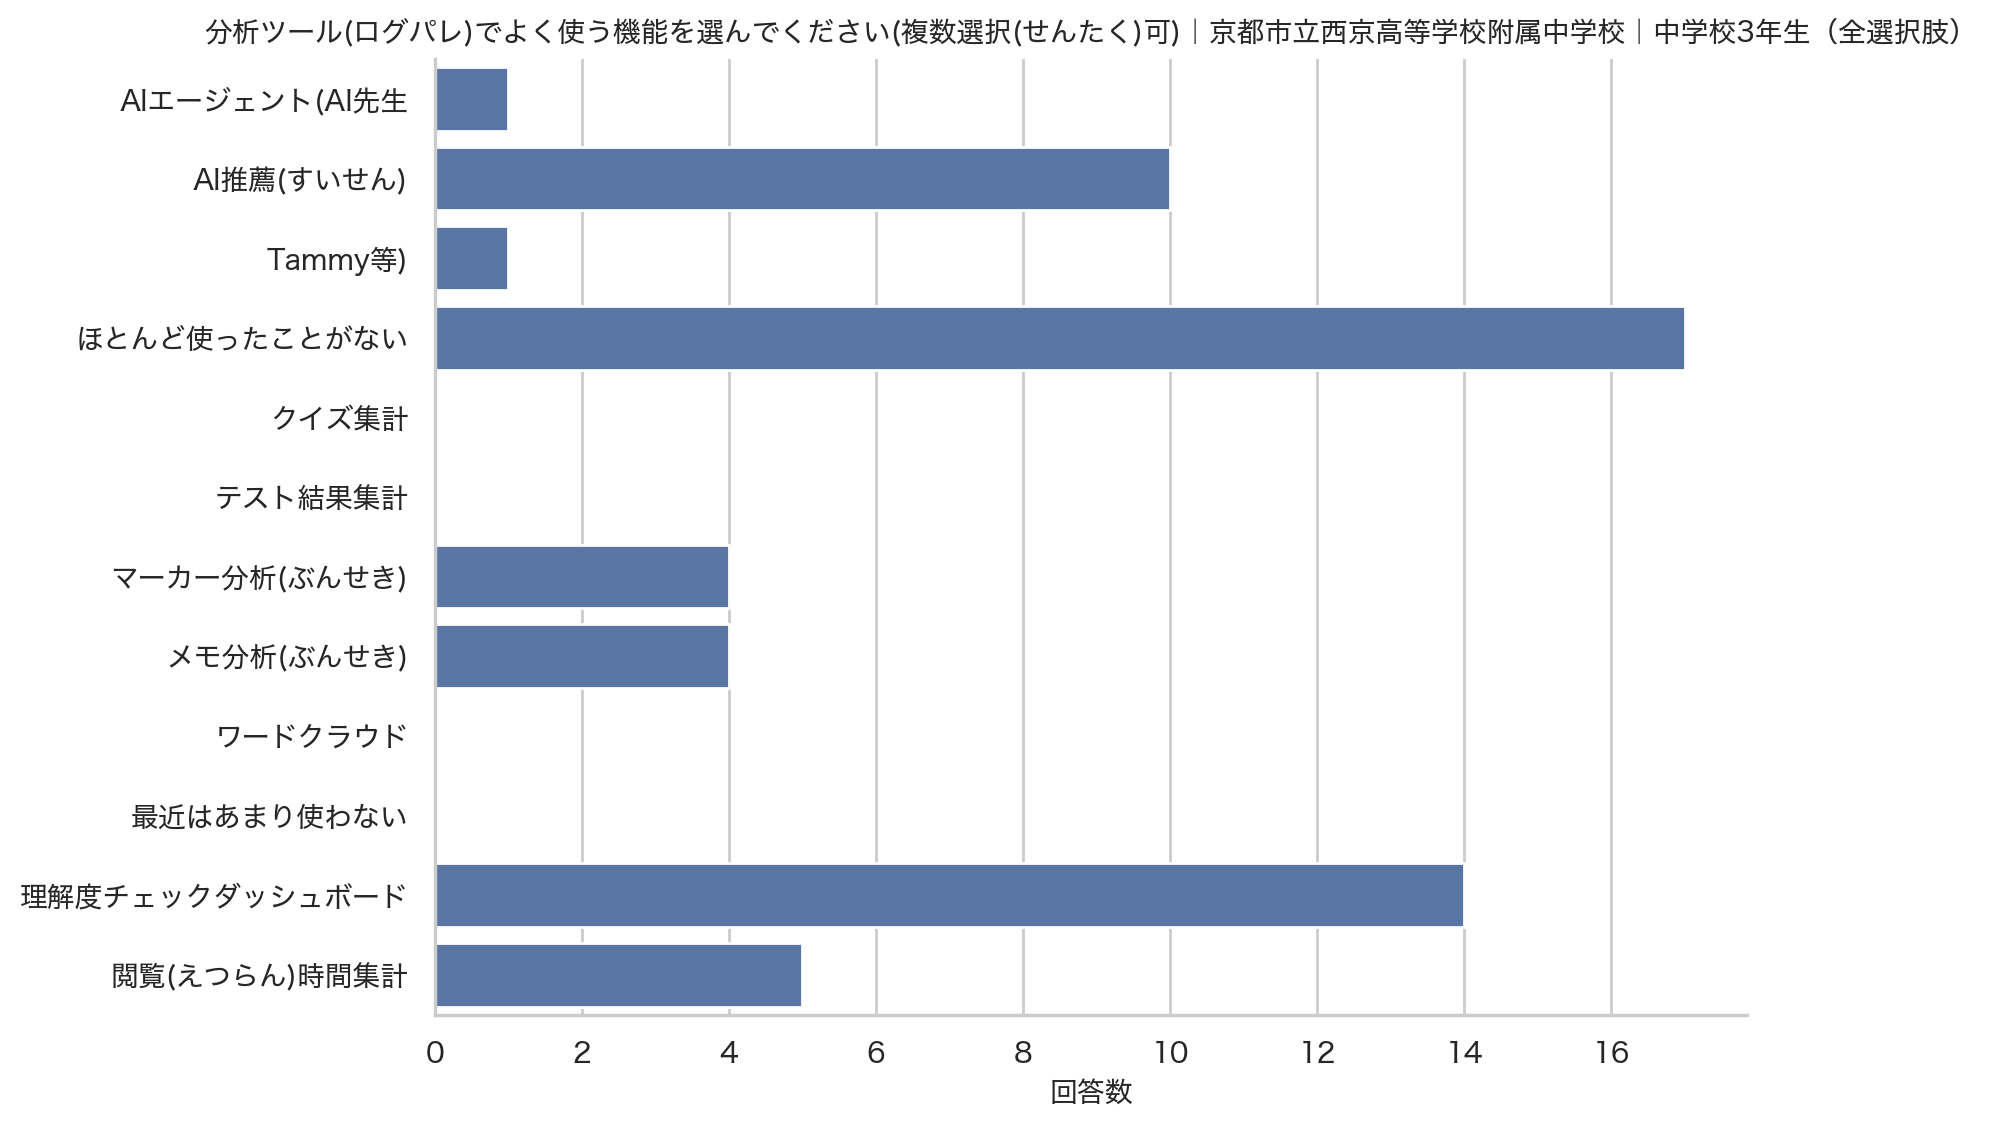 分析ツール(ログパレ)でよく使う機能を選んでください(複数選択(せんたく)可)｜京都市立西京高等学校附属中学校｜中学校3年生（全選択肢）
AIエージェント(AI先生
AI推薦(すいせん)
Tammy等)
ほとんど使ったことがない
クイズ集計
テスト結果集計
マーカー分析(ぶんせき)
メモ分析(ぶんせき)
ワードクラウド
最近はあまり使わない
理解度チェックダッシュボード
閲覧(えつらん)時間集計
0 2 4 6 8 10 12 14 16
回答数